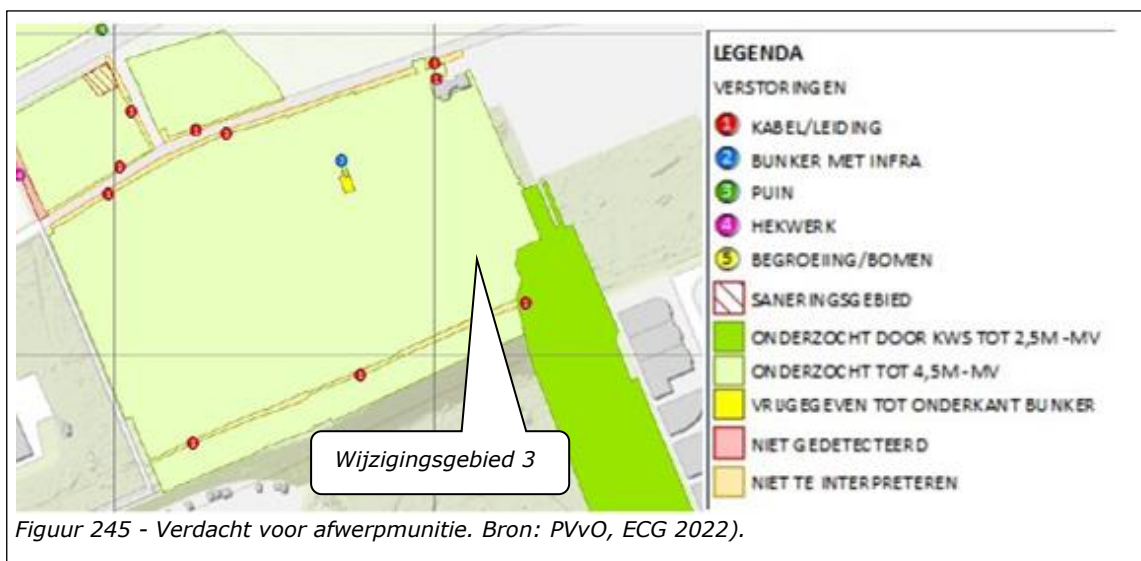 LEGENDA
VERSTORINGEN
1 KABEL/LEIDING
2 BUNKER MET INFRA
3 PUIN
4 HEKWERK
5 BEGROEIING/BOMEN
SANERINGSGEBIED
ONDERZOCHT DOOR KWS TOT 2,5M -MV
ONDERZOCHT TOT 4,5M -MV
VRIJGEGEVEN TOT ONDERKANT BUNKER
NIET GEDETECTEERD
NIET TE INTERPRETEREN
Wijzigingsgebied 3
Figuur 245 - Verdacht voor afwerpmunitie. Bron: PVvO, ECG 2022).